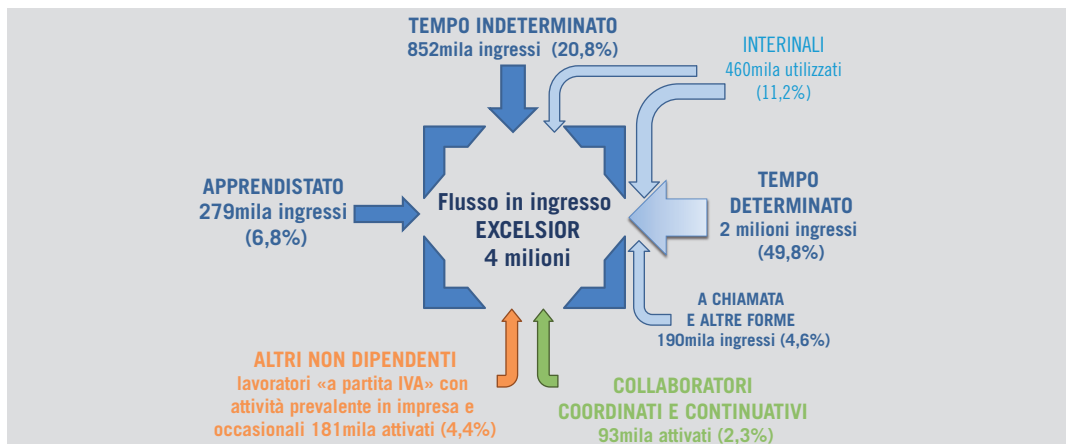 TEMPO INDETERMINATO
852mila ingressi (20,8%)
INTERINALI
460mila utilizzati
(11,2%)
APPRENDISTATO
279mila ingressi
(6,8%)
Flusso in ingresso
EXCELSIOR
4 milioni
TEMPO
DETERMINATO
2 milioni ingressi
(49,8%)
A CHIAMATA
E ALTRE FORME
190mila ingressi (4,6%)
ALTRI NON DIPENDENTI
lavoratori «a partita IVA» con
attività prevalente in impresa e
occasionali 181mila attivati (4,4%)
COLLABORATORI
COORDINATI E CONTINUATIVI
93mila attivati (2,3%)